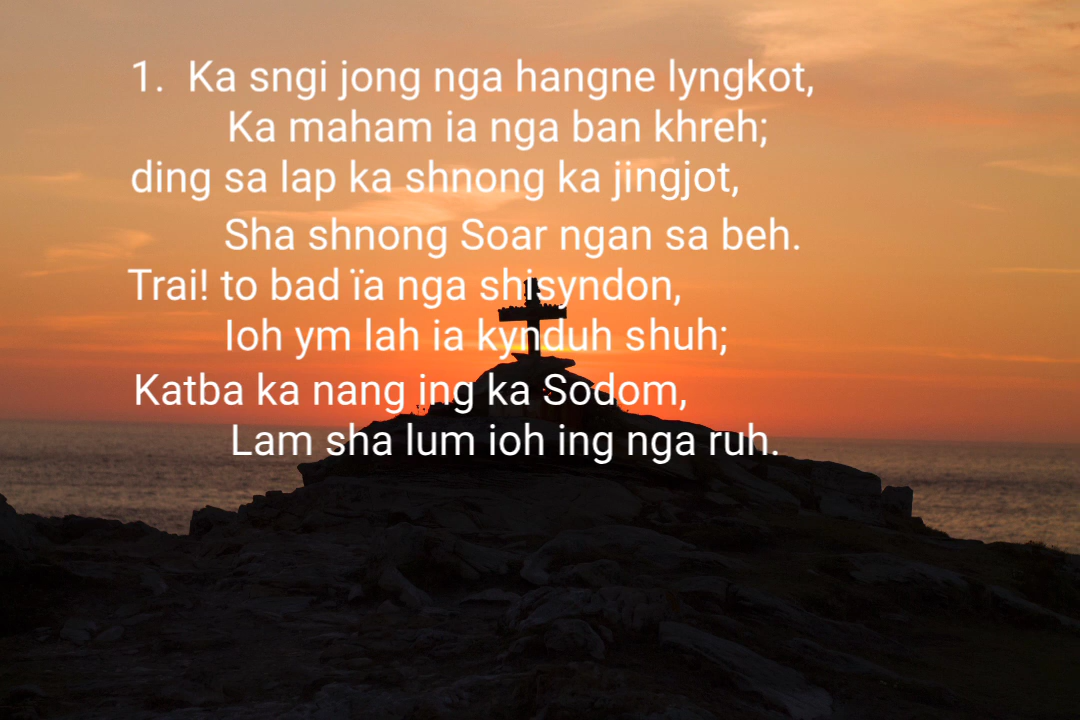 1. Ka sngi jong nga hangne lyngkot,
Ka maham ia nga ban khreh;
ding sa lap ka shnong ka jingjot,
Sha shnong Soar ngan sa beh.
Trai! to bad ïa nga shisyndon,
Ioh ym lah ia kynduh shuh;
Katba ka nang ing ka Sodom,
Lam sha lum ioh ing nga ruh.